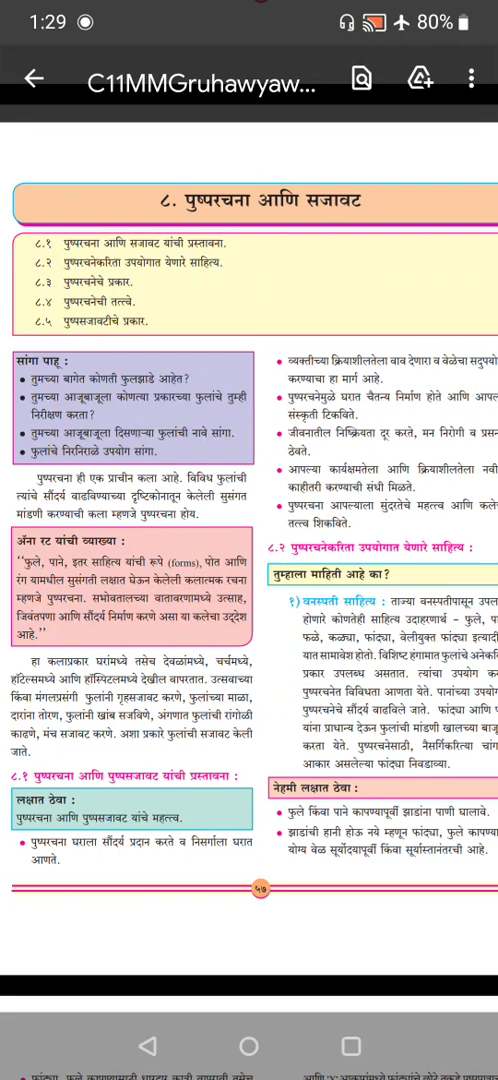 1:29
80%
C11MMGruhawyaw...
८. पुष्परचना आणि सजावट
८.१ पुष्परचना आणि सजावट यांची प्रस्तावना.
८.२ पुष्परचनेकरिता उपयोगात येणारे साहित्य.
८.३ पुष्परचनेचे प्रकार.
८.४ पुष्परचनेची तत्त्वे.
८.५ पुष्पसजावटीचे प्रकार.
सांगा पाहू :
• तुमच्या बागेत कोणती फुलझाडे आहेत?
• तुमच्या आजूबाजूला कोणत्या प्रकारच्या फुलांचे तुम्ही
निरीक्षण करता?
• तुमच्या आजूबाजूला दिसणाऱ्या फुलांची नावे सांगा.
• फुलांचे निरनिराळे उपयोग सांगा.
पुष्परचना ही एक प्राचीन कला आहे. विविध फुलांची
त्यांचे सौंदर्य वाढविण्याच्या दृष्टिकोनातून केलेली सुसंगत
मांडणी करण्याची कला म्हणजे पुष्परचना होय.
ॲना रट यांची व्याख्या :
‘‘फुले, पाने, इतर साहित्य यांची रूपे (forms), पोत आणि
रंग यामधील सुसंगती लक्षात घेऊन केलेली कलात्मक रचना
म्हणजे पुष्परचना. सभोवतालच्या वातावरणामध्ये उत्साह,
जिवंतपणा आणि सौंदर्य निर्माण करणे असा या कलेचा उद्देश
आहे.’’
हा कलाप्रकार घरांमध्ये तसेच देवळांमध्ये, चर्चमध्ये,
हॉटेल्समध्ये आणि हॉस्पिटलमध्ये देखील वापरतात. उत्सवाच्या
किंवा मंगलप्रसंगी फुलांनी गृहसजावट करणे, फुलांच्या माळा,
दारांना तोरण, फुलांनी खांब सजविणे, अंगणात फुलांची रांगोळी
काढणे, मंच सजावट करणे. अशा प्रकारे फुलांची सजावट केली
जाते.
८.१ पुष्परचना आणि पुष्पसजावट यांची प्रस्तावना :
लक्षात ठेवा :
पुष्परचना आणि पुष्पसजावट यांचे महत्त्व.
• पुष्परचना घराला सौंदर्य प्रदान करते व निसर्गाला घरात
आणते.
• व्यक्तीच्या क्रियाशीलतेला वाव देणारा व वेळेचा सदुपयो
करण्याचा हा मार्ग आहे.
• पुष्परचनेमुळे घरात चैतन्य निर्माण होते आणि आपल
संस्कृती टिकविते.
• जीवनातील निष्क्रियता दूर करते, मन निरोगी व प्रसन
ठेवते.
• आपल्या कार्यक्षमतेला आणि क्रियाशीलतेला नवी
काहीतरी करण्याची संधी मिळते.
• पुष्परचना आपल्याला सुंदरतेचे महत्त्व आणि कले
तत्त्व शिकविते.
८.२ पुष्परचनेकरिता उपयोगात येणारे साहित्य :
तुम्हाला माहिती आहे का?
१) वनस्पती साहित्य : ताज्या वनस्पतीपासून उपल
होणारे कोणतेही साहित्य उदाहरणार्थ - फुले, प
फळे, कळ्या, फांद्या, वेलीयुक्त फांद्या इत्यादी
यात सामावेश होतो. विशिष्ट हंगामात फुलांचे अनेकवि
प्रकार उपलब्ध असतात. त्यांचा उपयोग क
पुष्परचनेत विविधता आणता येते. पानांच्या उपयोग
पुष्परचनेचे सौंदर्य वाढविले जाते. फांद्या आणि प
यांना प्राधान्य देऊन फुलांची मांडणी खालच्या बाजू
करता येते. पुष्परचनेसाठी, नैसर्गिकरित्या चांग
आकार असलेल्या फांद्या निवडाव्या.
नेहमी लक्षात ठेवा :
• फुले किंवा पाने कापण्यापूर्वी झाडांना पाणी घालावे.
• झाडांची हानी होऊ नये म्हणून फांद्या, फुले कापण्या
योग्य वेळ सूर्योदयापूर्वी किंवा सूर्यास्तानंतरची आहे.
५७